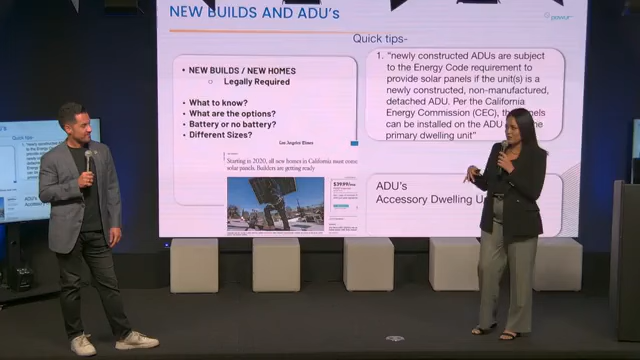 NEW BUILDS AND ADU's
Quick tips-
NEW BUILDS / NEW HOMES
Legally Required
What to know?
What are the options?
Battery or no battery?
Different Sizes?
Los Angeles Times
Starting in 2020, all new homes in California must come
solar panels. Builders are getting ready
1. "newly constructed ADUs are subject
to the Energy Code requirement to
provide solar panels if the unit(s) is a
newly constructed, non-manufactured,
detached ADU. Per the California
Energy Commission (CEC), the
can be installed on the ADU
primary dwelling unit"
ADU's
Accessory Dwelling
Quick tips-